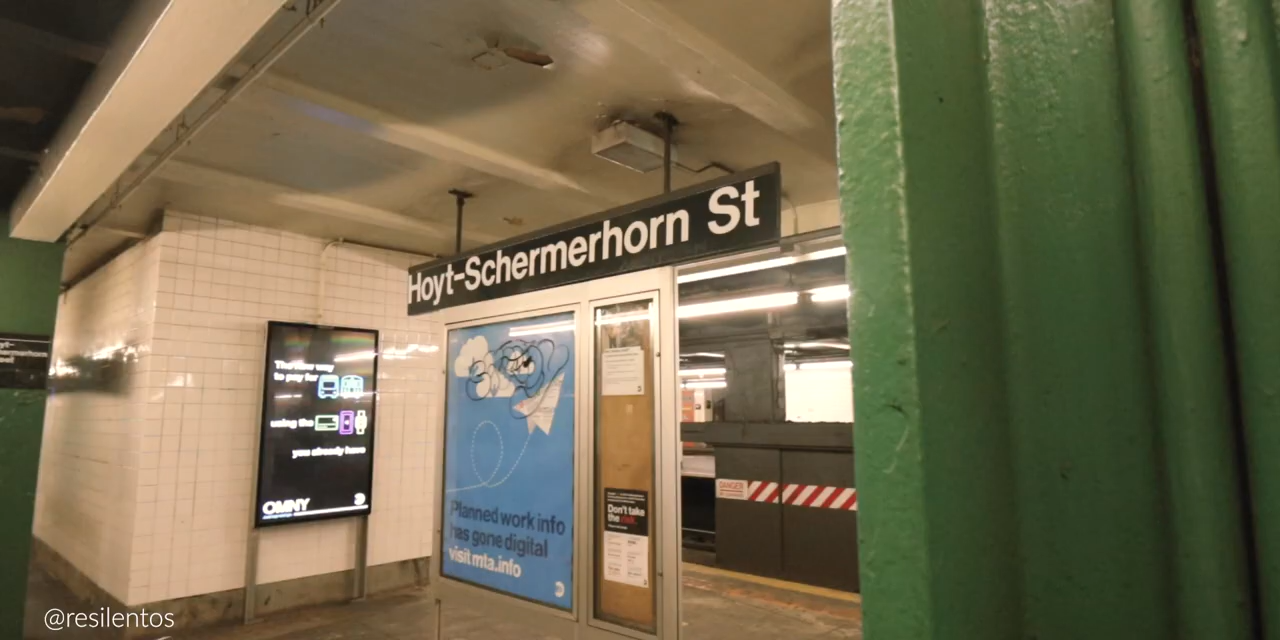 Hoyt-Schermerhorn St
The new way
to pay for
using the
you already have
OMNY
Planned work info
has gone digital
visit mta.info
Don't take
the risk.
DANGER
@resilentos